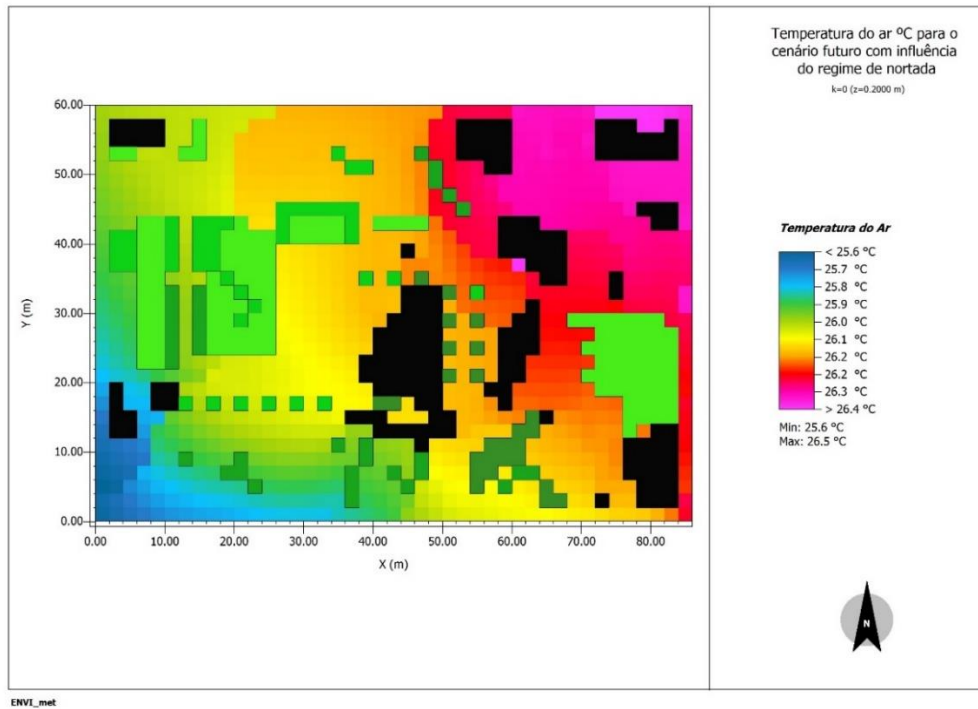 Temperatura do ar ºC para o
cenário futuro com influência
do regime de nortada
k=0 (z=0.2000 m)
60.00
50.00
40.00
30.00
20.00
10.00
0.00
Y (m)
0.00 10.00 20.00 30.00 40.00 50.00 60.00 70.00 80.00
X (m)
Temperatura do Ar
< 25.6 °C
25.7 °C
25.8 °C
25.9 °C
26.0 °C
26.1 °C
26.2 °C
26.2 °C
26.3 °C
> 26.4 °C
Min: 25.6 °C
Max: 26.5 °C
N
ENVI_met